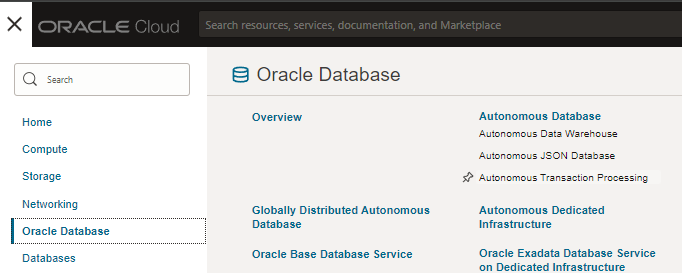 ORACLE Cloud
Search resources, services, documentation, and Marketplace
Search
Home
Compute
Storage
Networking
Oracle Database
Databases
Oracle Database
Overview
Autonomous Database
Autonomous Data Warehouse
Autonomous JSON Database
Autonomous Transaction Processing
Globally Distributed Autonomous
Database
Autonomous Dedicated
Infrastructure
Oracle Base Database Service
Oracle Exadata Database Service
on Dedicated Infrastructure